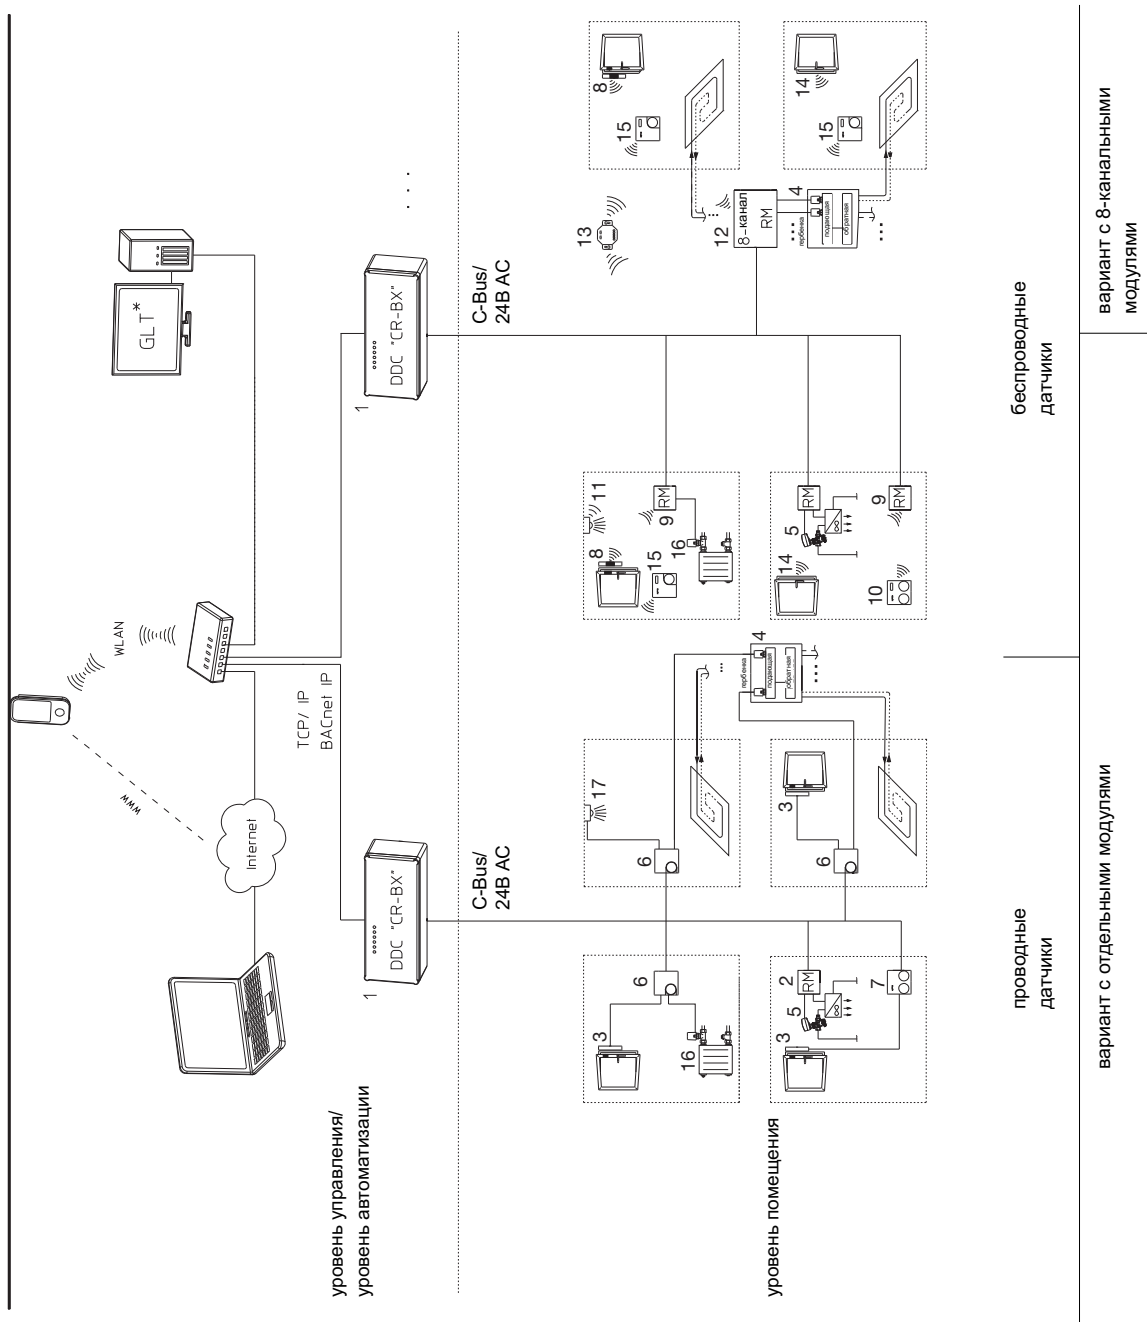 WWW
Internet
WLAN
GLT*
TCP/ IP
BACnet IP
уровень управления/
уровень автоматизации
1
DDC "CR-BX"
1
DDC "CR-BX"
. . .
C-Bus/
24В AC
C-Bus/
24В AC
уровень помещения
3
6
16
17
6
8
11
15
9
RM
16
13
12
8-канал
RM
8
15
3
5
2
RM
7
3
6
4
гербенка
подающая
обратная
14
5
RM
10
9
RM
4
гербенка
подающая
обратная
14
15
проводные
датчики
беспроводные
датчики
вариант с отдельными модулями
вариант с 8-канальными
модулями